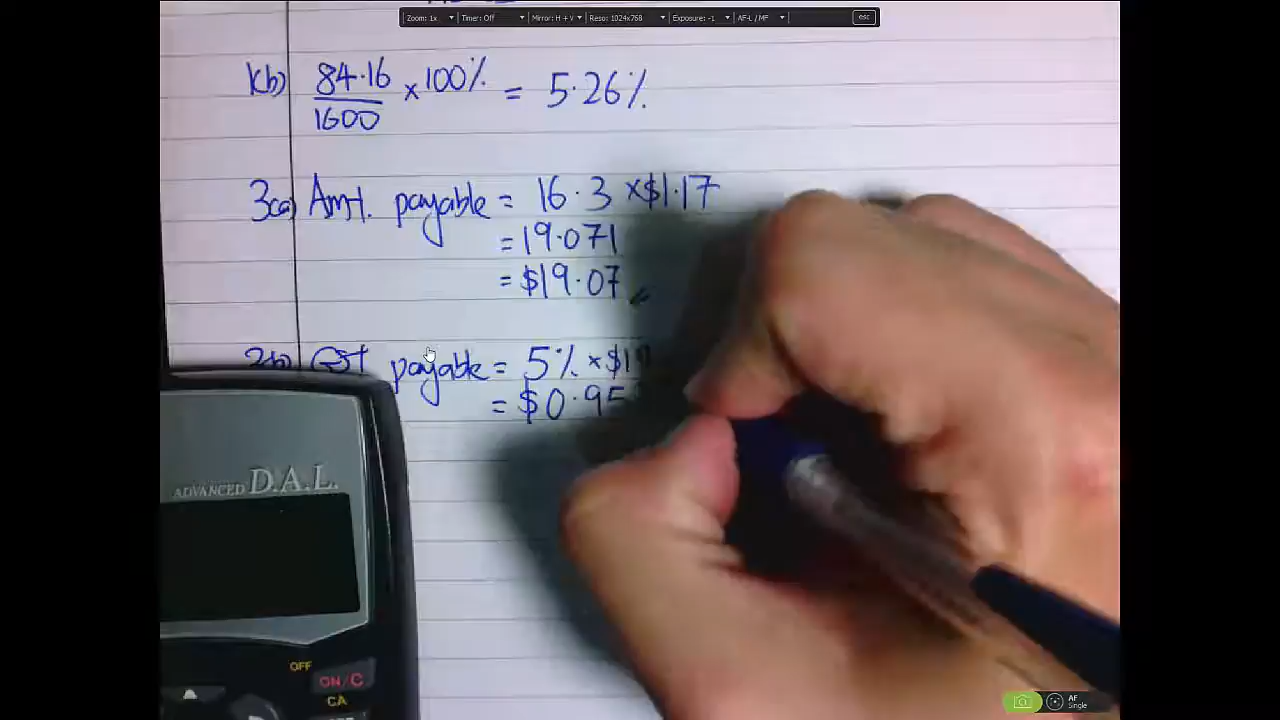 Zoom: 1x Timer: Off Mirror: H + V Reso: 1024x768 Exposure: -1 AF-L / MF esc
1(b) 84.16/1600 × 100% = 5.26%
3(a) Amt. payable = 16.3 × $1.17
= 19.071
= $19.07
GST payable = 5% × $19
= $0.95
ADVANCED D.A.L.
OFF
ON/C
CA
AF
Single